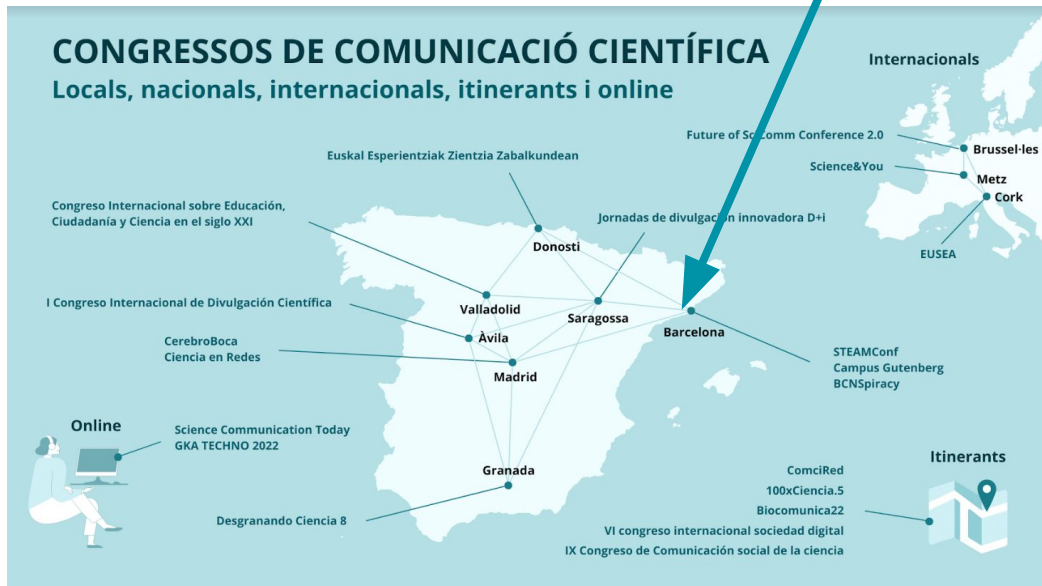 CONGRESSOS DE COMUNICACIÓ CIENTÍFICA
Locals, nacionals, internacionals, itinerants i online
Internacionals
Future of SciComm Conference 2.0
Brussel·les
Science&You
Metz
Cork
EUSEA
Euskal Esperientziak Zientzia Zabalkundean
Congreso Internacional sobre Educación,
Ciudadanía y Ciencia en el siglo XXI
Jornadas de divulgación innovadora D+i
Donosti
I Congreso Internacional de Divulgación Científica
Valladolid
Saragossa
Barcelona
Àvila
CerebroBoca
Ciencia en Redes
Madrid
STEAMConf
Campus Gutenberg
BCNSpiracy
Online
Science Communication Today
GKA TECHNO 2022
Granada
Desgranando Ciencia 8
Itinerants
ComciRed
100xCiencia.5
Biocomunica22
VI congreso internacional sociedad digital
IX Congreso de Comunicación social de la ciencia